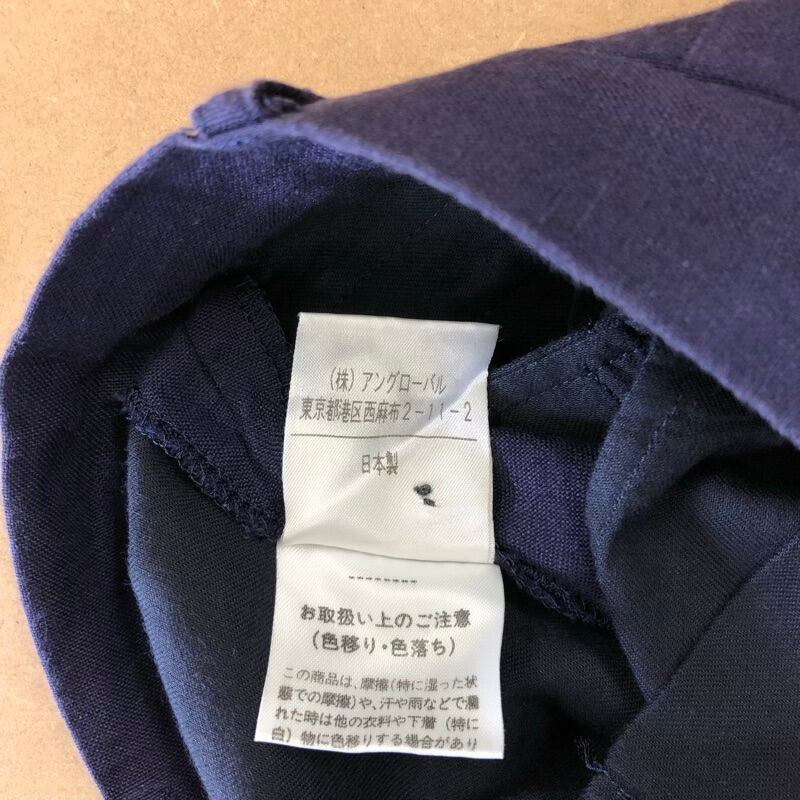 (株)アングローバル
東京都港区西麻布2-11-2
日本製
お取扱い上のご注意
(色移り・色落ち)
この商品は、摩擦(特に湿った状
態での摩擦)や、汗や雨などで濡
れた時は他の衣料や下着(特に
白)物に色移りする場合があり